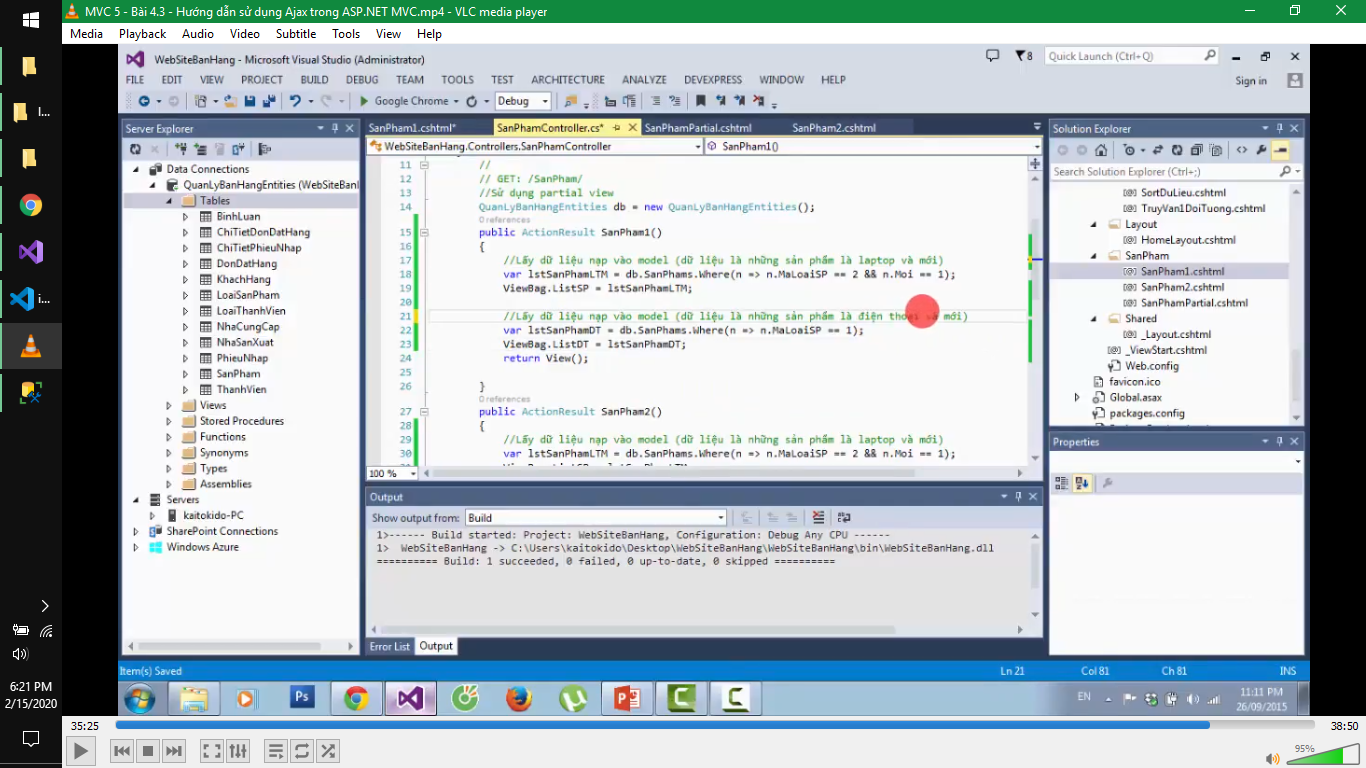 MVC 5 - Bài 4.3 - Hướng dẫn sử dụng Ajax trong ASP.NET MVC.mp4 - VLC media player
Media Playback Audio Video Subtitle Tools View Help
WebSiteBanHang - Microsoft Visual Studio (Administrator)
8
Quick Launch (Ctrl+Q)
FILE EDIT VIEW PROJECT BUILD DEBUG TEAM TOOLS TEST ARCHITECTURE ANALYZE DEVEXPRESS WINDOW HELP
Sign in
Google Chrome
Debug
Server Explorer
Data Connections
QuanLyBanHangEntities (WebSiteBanl
Tables
BinhLuan
ChiTietDonDatHang
ChiTietPhieuNhap
DonDatHang
KhachHang
LoaiSanPham
LoaiThanhVien
NhaCungCap
NhaSanXuat
PhieuNhap
SanPham
ThanhVien
Views
Stored Procedures
Functions
Synonyms
Types
Assemblies
Servers
kaitokido-PC
SharePoint Connections
Windows Azure
SanPham1.cshtml*
SanPhamController.cs*
SanPhamPartial.cshtml
SanPham2.cshtml
WebSiteBanHang.Controllers.SanPhamController
SanPham1()
11 //
12 // GET: /SanPham/
13 //Sử dụng partial view
14 QuanLyBanHangEntities db = new QuanLyBanHangEntities();
0 references
15 public ActionResult SanPham1()
16 {
17 //Lấy dữ liệu nạp vào model (dữ liệu là những sản phẩm là laptop và mới)
18 var lstSanPhamLTM = db.SanPhams.Where(n => n.MaLoaiSP == 2 && n.Moi == 1);
19 ViewBag.ListSP = lstSanPhamLTM;
20
21 //Lấy dữ liệu nạp vào model (dữ liệu là những sản phẩm là điện thoại và mới)
22 var lstSanPhamDT = db.SanPhams.Where(n => n.MaLoaiSP == 1);
23 ViewBag.ListDT = lstSanPhamDT;
24 return View();
25
26 }
0 references
27 public ActionResult SanPham2()
28 {
29 //Lấy dữ liệu nạp vào model (dữ liệu là những sản phẩm là laptop và mới)
30 var lstSanPhamLTM = db.SanPhams.Where(n => n.MaLoaiSP == 2 && n.Moi == 1);
100 %
Output
Show output from: Build
1>------ Build started: Project: WebSiteBanHang, Configuration: Debug Any CPU ------
1> WebSiteBanHang -> C:\Users\kaitokido\Desktop\WebSiteBanHang\WebSiteBanHang\bin\WebSiteBanHang.dll
========== Build: 1 succeeded, 0 failed, 0 up-to-date, 0 skipped ==========
Error List Output
Solution Explorer
Search Solution Explorer (Ctrl+;)
SortDuLieu.cshtml
TruyVan1DoiTuong.cshtml
Layout
HomeLayout.cshtml
SanPham
SanPham1.cshtml
SanPham2.cshtml
SanPhamPartial.cshtml
Shared
_Layout.cshtml
_ViewStart.cshtml
Web.config
favicon.ico
Global.asax
packages.config
Properties
Item(s) Saved
Ln 21 Col 81 Ch 81 INS
EN
11:11 PM
26/09/2015
I...
i...
6:21 PM
2/15/2020
35:25
38:50
95%